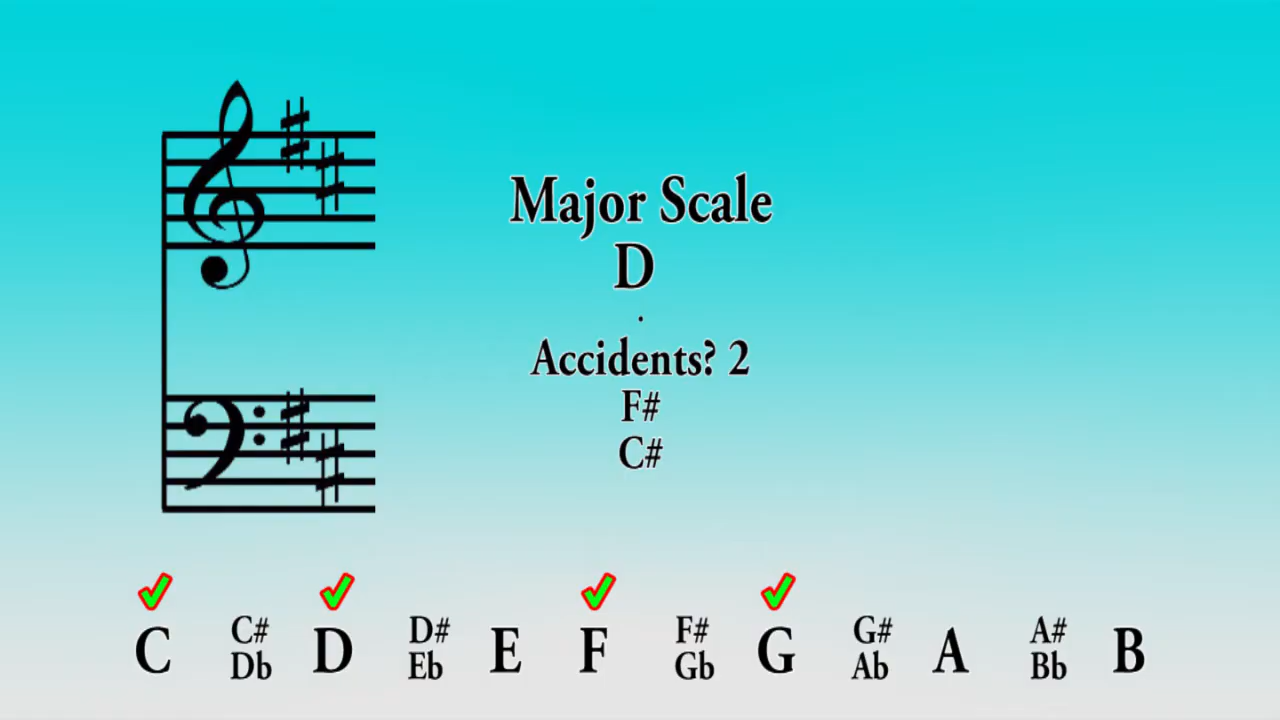 Major Scale
D
.
Accidents? 2
F#
C#
C C# Db D D# Eb E F F# Gb G G# Ab A A# Bb B